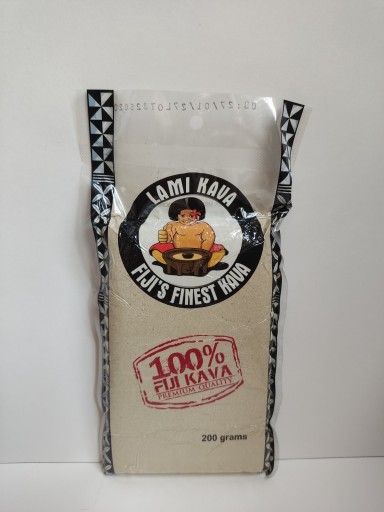 LAMI KAVA
FIJI'S FINEST KAVA
100%
FIJI KAVA
PREMIUM QUALITY
200 grams